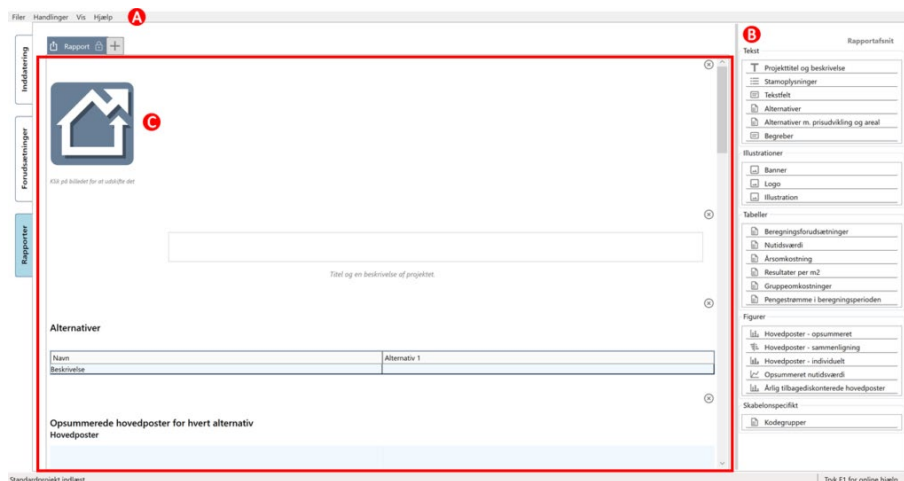 Filer Handlinger Vis Hjælp A
Inddatering
Forudsætninger
Rapporter
Rapport
C
Klik på billedet for at udskifte det
Titel og en beskrivelse af projektet.
Alternativer
Navn Alternativ 1
Beskrivelse
Opsummerede hovedposter for hvert alternativ
Hovedposter
B
Rapportafsnit
Tekst
Projekttitel og beskrivelse
Stamoplysninger
Tekstfelt
Alternativer
Alternativer m. prisudvikling og areal
Begreber
Illustrationer
Banner
Logo
Illustration
Tabeller
Beregningsforudsætninger
Nutidsværdi
Årsomkostning
Resultater per m2
Gruppeomkostninger
Pengestrømme i beregningsperioden
Figurer
Hovedposter - opsummeret
Hovedposter - sammenligning
Hovedposter - individuelt
Opsummeret nutidsværdi
Årlig tilbagediskonterede hovedposter
Skabelonspecifikt
Kodegrupper
Standardprojekt indlæst
Tryk F1 for online hjælp